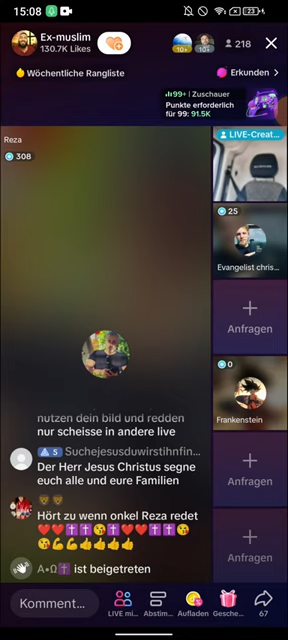 15:08
23
Ex-muslim
130.7K Likes
10+
10+
218
Wöchentliche Rangliste
Erkunden >
99+ | Zuschauer
Punkte erforderlich
für 99: 91.5K
Reza
308
LIVE-Creat...
25
Evangelist chris...
+
Anfragen
0
Frankenstein
+
Anfragen
+
Anfragen
nutzen dein bild und redden
nur scheisse in andere live
5 Suchejesusduwirstihnfin...
Der Herr Jesus Christus segne
euch alle und eure Familien
🦁🦁
Hört zu wenn onkel Reza redet
❤️❤️✝️✝️😘✝️❤️❤️✝️✝️😘
😘💪💪👍👍👍👍
A•Ω✝️ ist beigetreten
Komment...
LIVE mi...
Abstim...
Aufladen
Gesche...
67